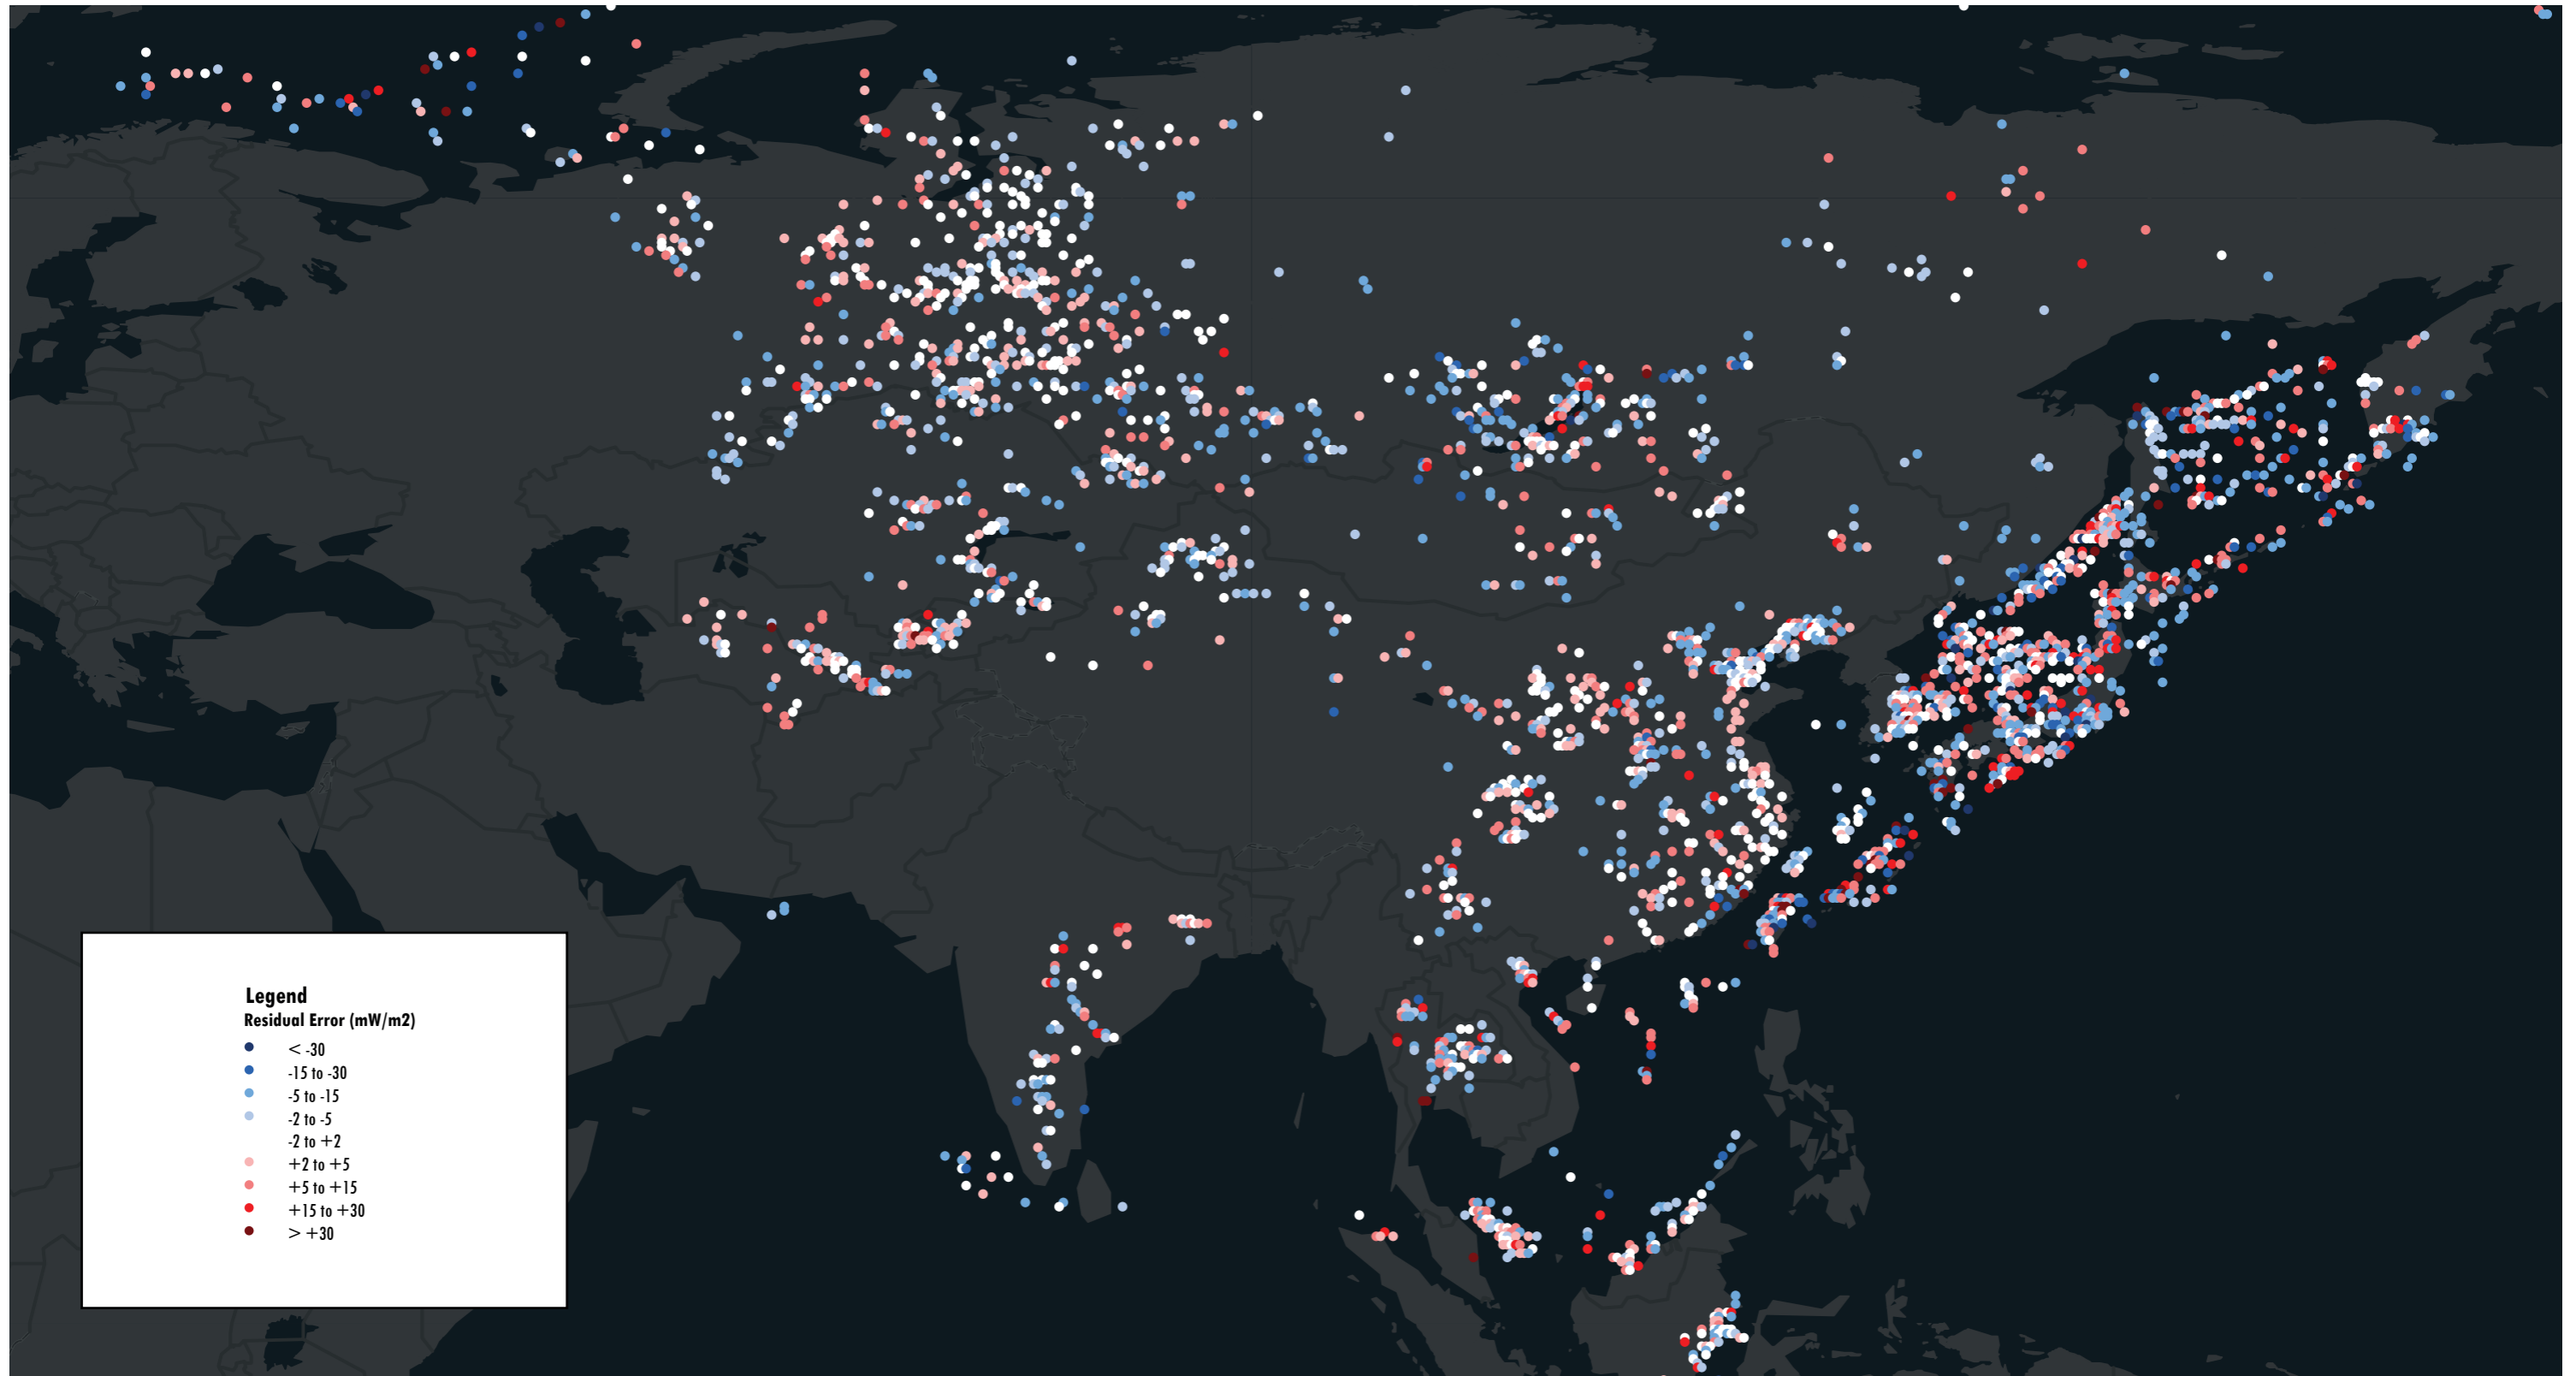 Legend
Residual Error (mW/m2)
< -30
-15 to -30
-5 to -15
-2 to -5
-2 to +2
+2 to +5
+5 to +15
+15 to +30
> +30